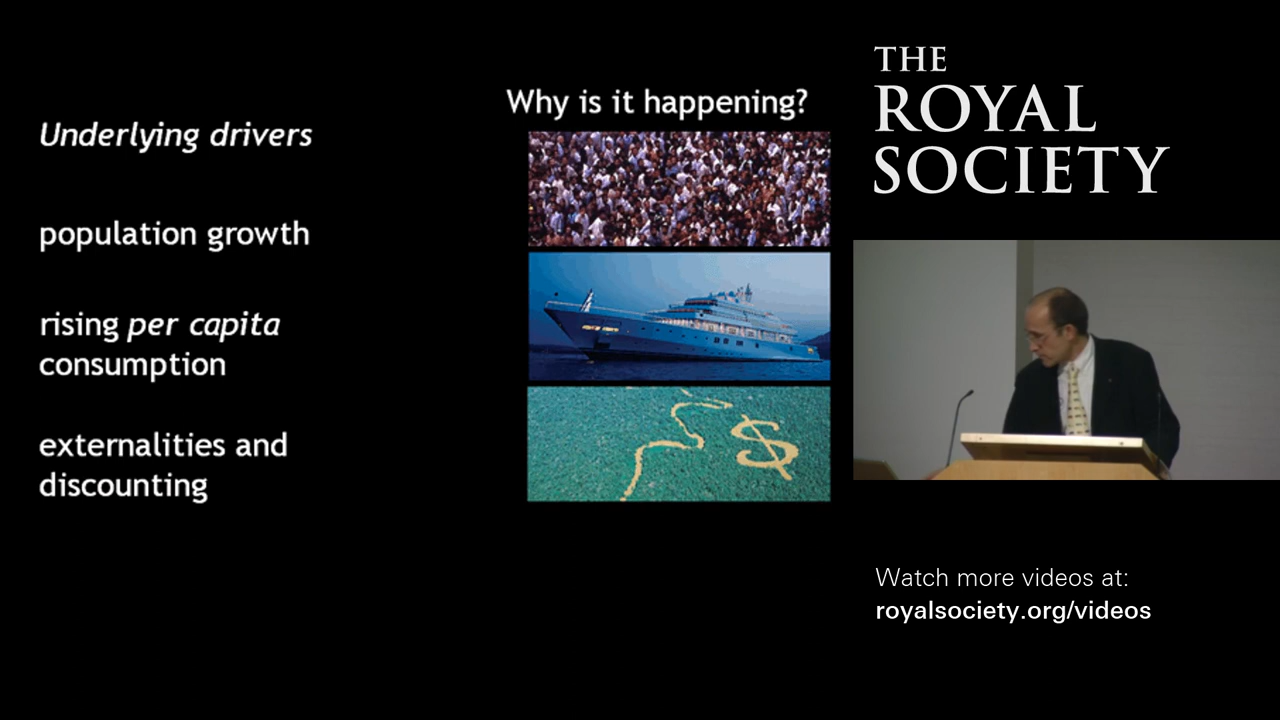 Why is it happening?
Underlying drivers
population growth
rising per capita
consumption
externalities and
discounting
$
THE
ROYAL
SOCIETY
Watch more videos at:
royalsociety.org/videos